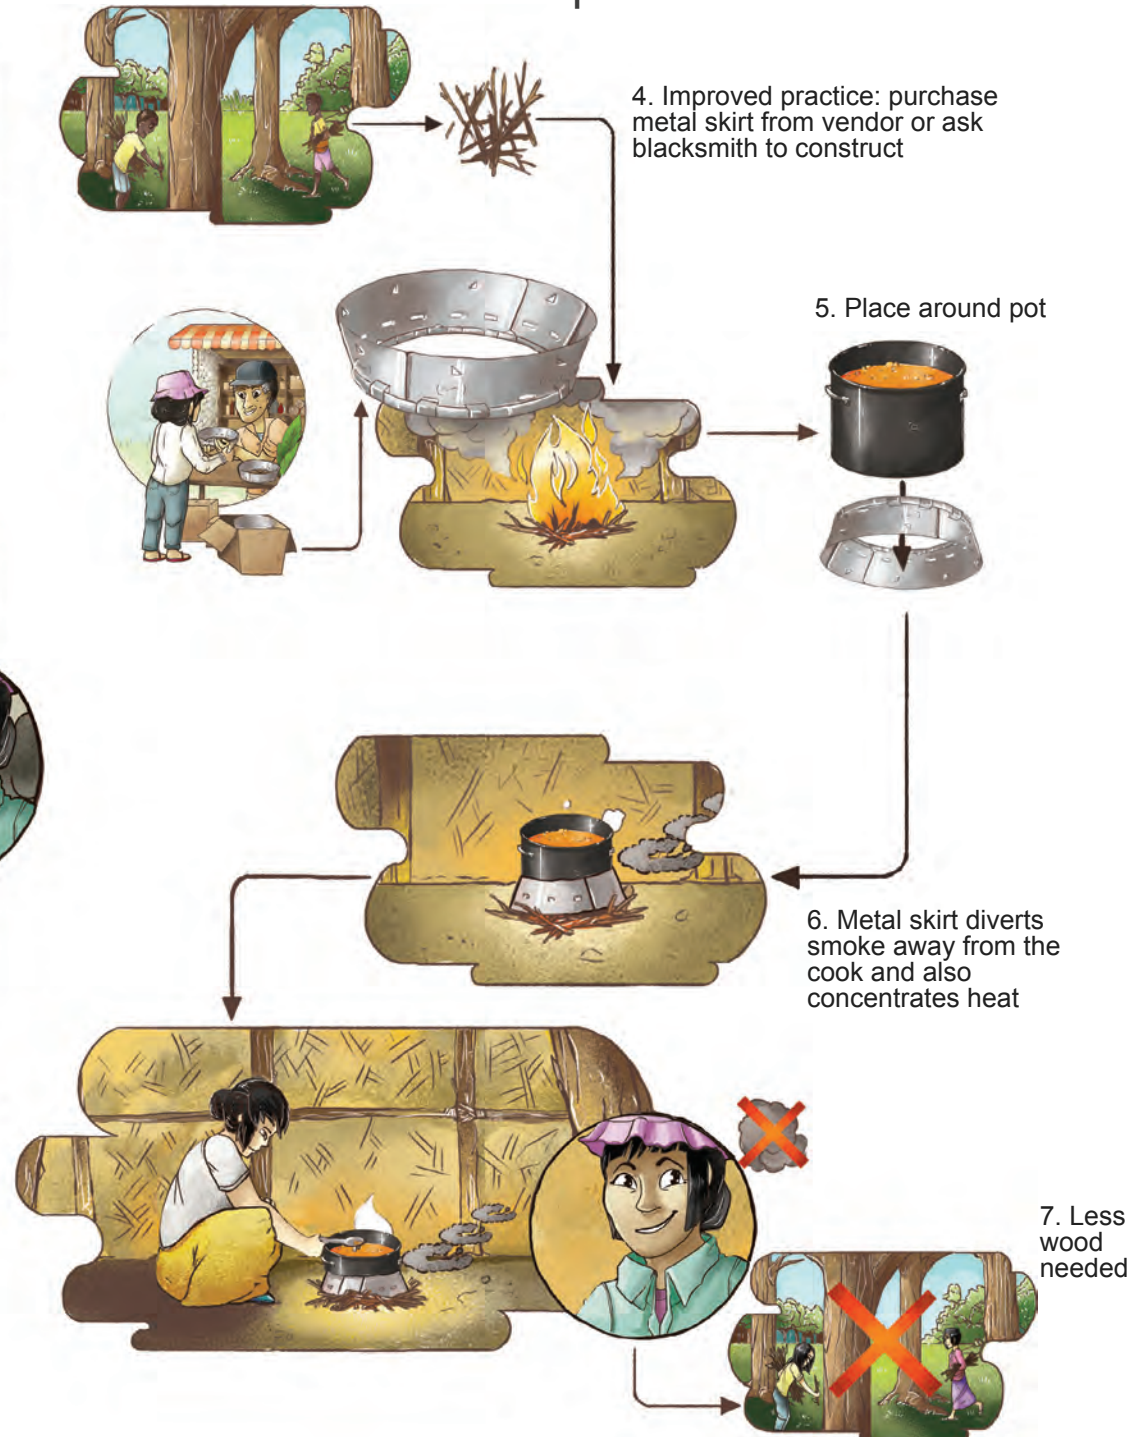 4. Improved practice: purchase
metal skirt from vendor or ask
blacksmith to construct
5. Place around pot
6. Metal skirt diverts
smoke away from the
cook and also
concentrates heat
7. Less
wood
needed